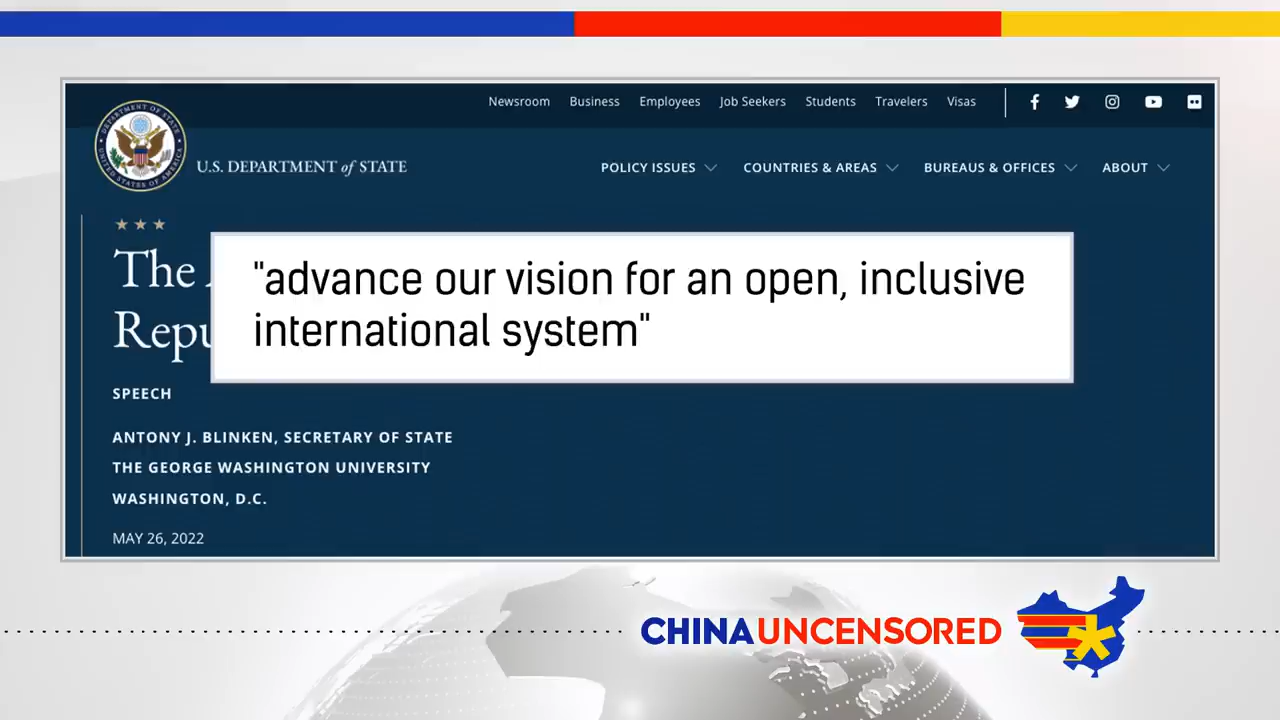 Newsroom Business Employees Job Seekers Students Travelers Visas
U.S. DEPARTMENT of STATE
POLICY ISSUES COUNTRIES & AREAS BUREAUS & OFFICES ABOUT
The
"advance our vision for an open, inclusive
international system"
SPEECH
ANTONY J. BLINKEN, SECRETARY OF STATE
THE GEORGE WASHINGTON UNIVERSITY
WASHINGTON, D.C.
MAY 26, 2022
CHINA UNCENSORED